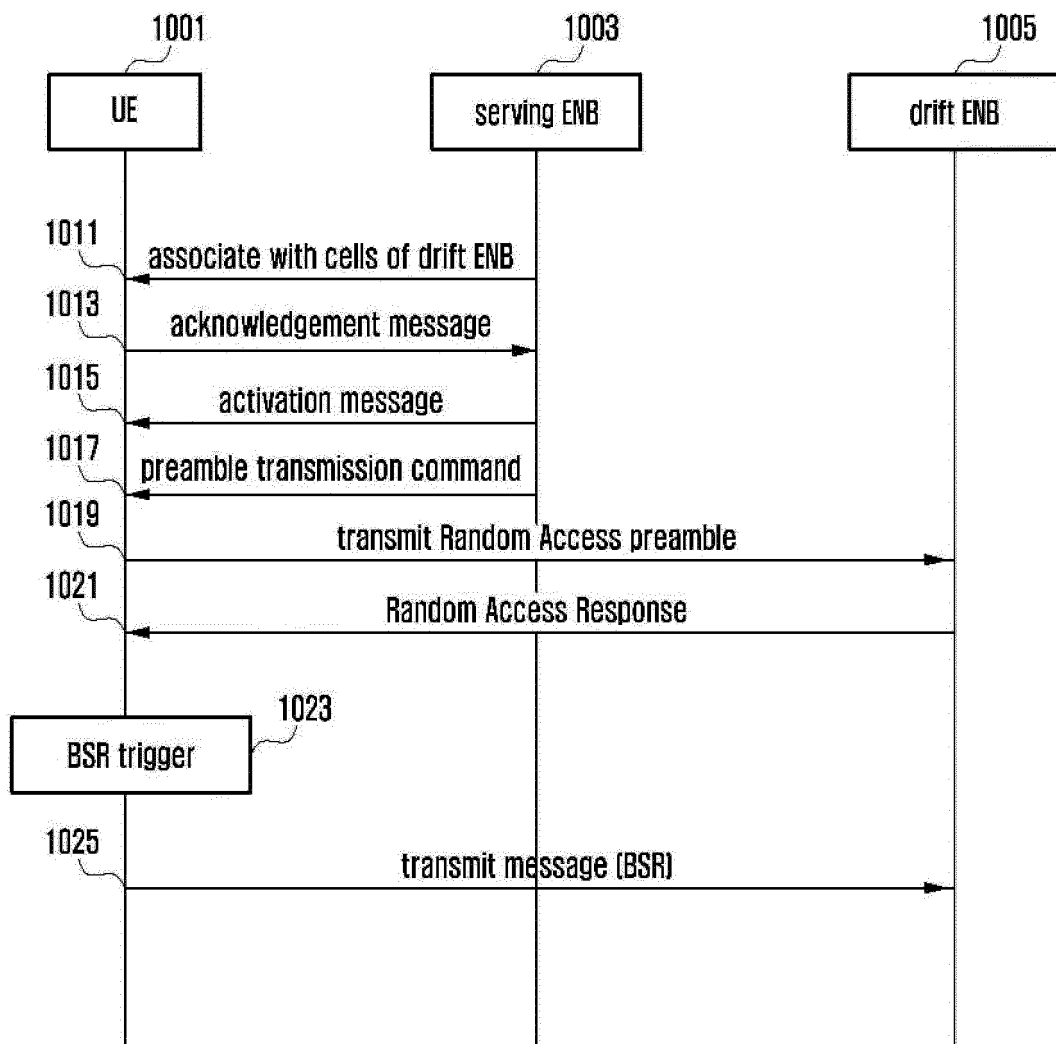 1001
1003
1005
UE
serving ENB
drift ENB
1011
associate with cells of drift ENB
1013
acknowledgement message
1015
activation message
1017
preamble transmission command
1019
transmit Random Access preamble
1021
Random Access Response
1023
BSR trigger
1025
transmit message (BSR)